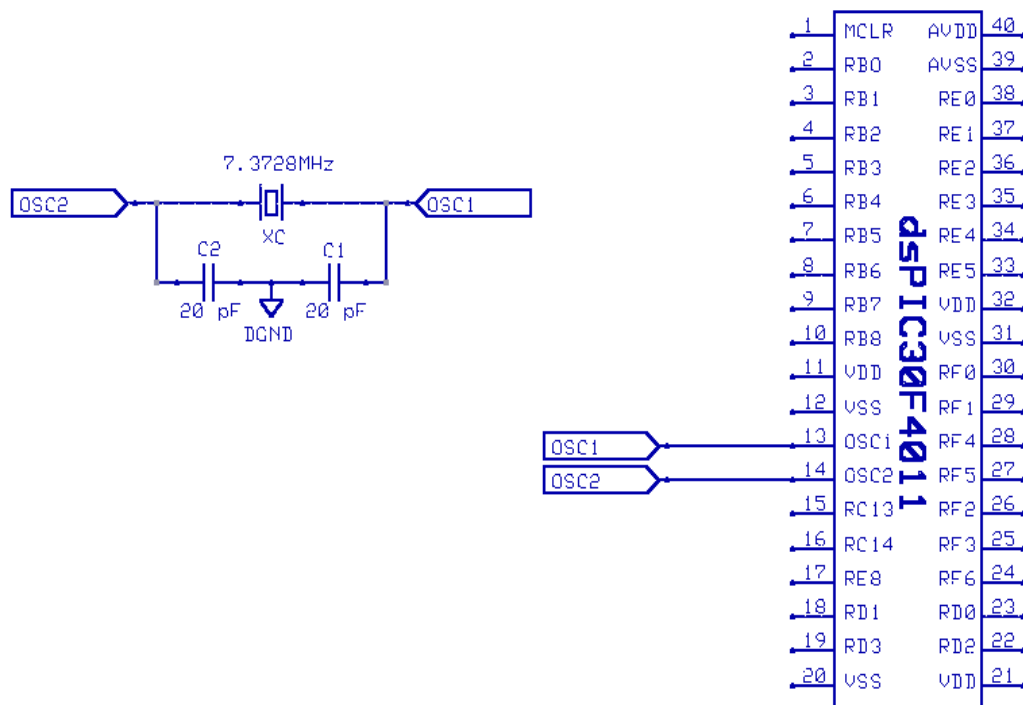 7.3728MHz
OSC2
OSC1
XC
C2
C1
20 pF
20 pF
DGND
OSC1
OSC2
dsPIC30F4011
1 MCLR AVDD 40
2 RB0 AVSS 39
3 RB1 RE0 38
4 RB2 RE1 37
5 RB3 RE2 36
6 RB4 RE3 35
7 RB5 RE4 34
8 RB6 RE5 33
9 RB7 VDD 32
10 RB8 VSS 31
11 VDD RF0 30
12 VSS RF1 29
13 OSCi RF4 28
14 OSC2 RF5 27
15 RC13 RF2 26
16 RC14 RF3 25
17 RE8 RF6 24
18 RD1 RD0 23
19 RD3 RD2 22
20 VSS VDD 21